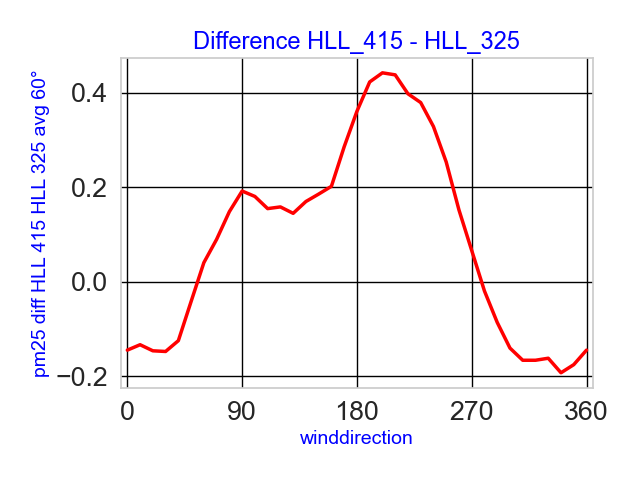 Difference HLL_415 - HLL_325
pm25 diff HLL 415 HLL 325 avg 60°
0.4
0.2
0.0
−0.2
0 90 180 270 360
winddirection